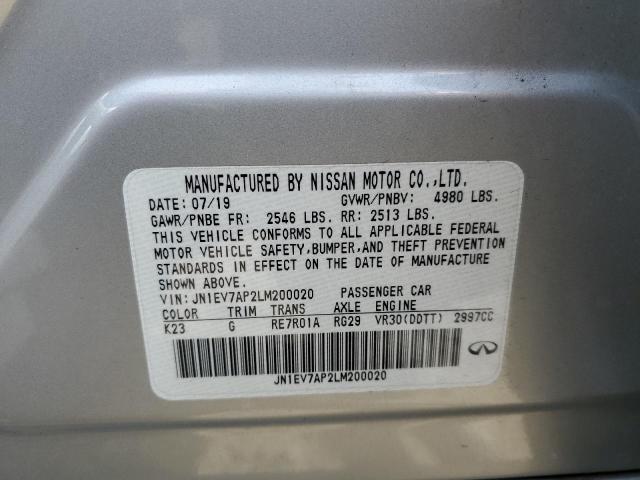 MANUFACTURED BY NISSAN MOTOR CO.,LTD.
DATE: 07/19 GVWR/PNBV: 4980 LBS.
GAWR/PNBE FR: 2546 LBS. RR: 2513 LBS.
THIS VEHICLE CONFORMS TO ALL APPLICABLE FEDERAL
MOTOR VEHICLE SAFETY,BUMPER,AND THEFT PREVENTION
STANDARDS IN EFFECT ON THE DATE OF MANUFACTURE
SHOWN ABOVE.
VIN: JN1EV7AP2LM200020 PASSENGER CAR
COLOR TRIM TRANS AXLE ENGINE
K23 G RE7R01A RG29 VR30(DDTT) 2997CC
JN1EV7AP2LM200020